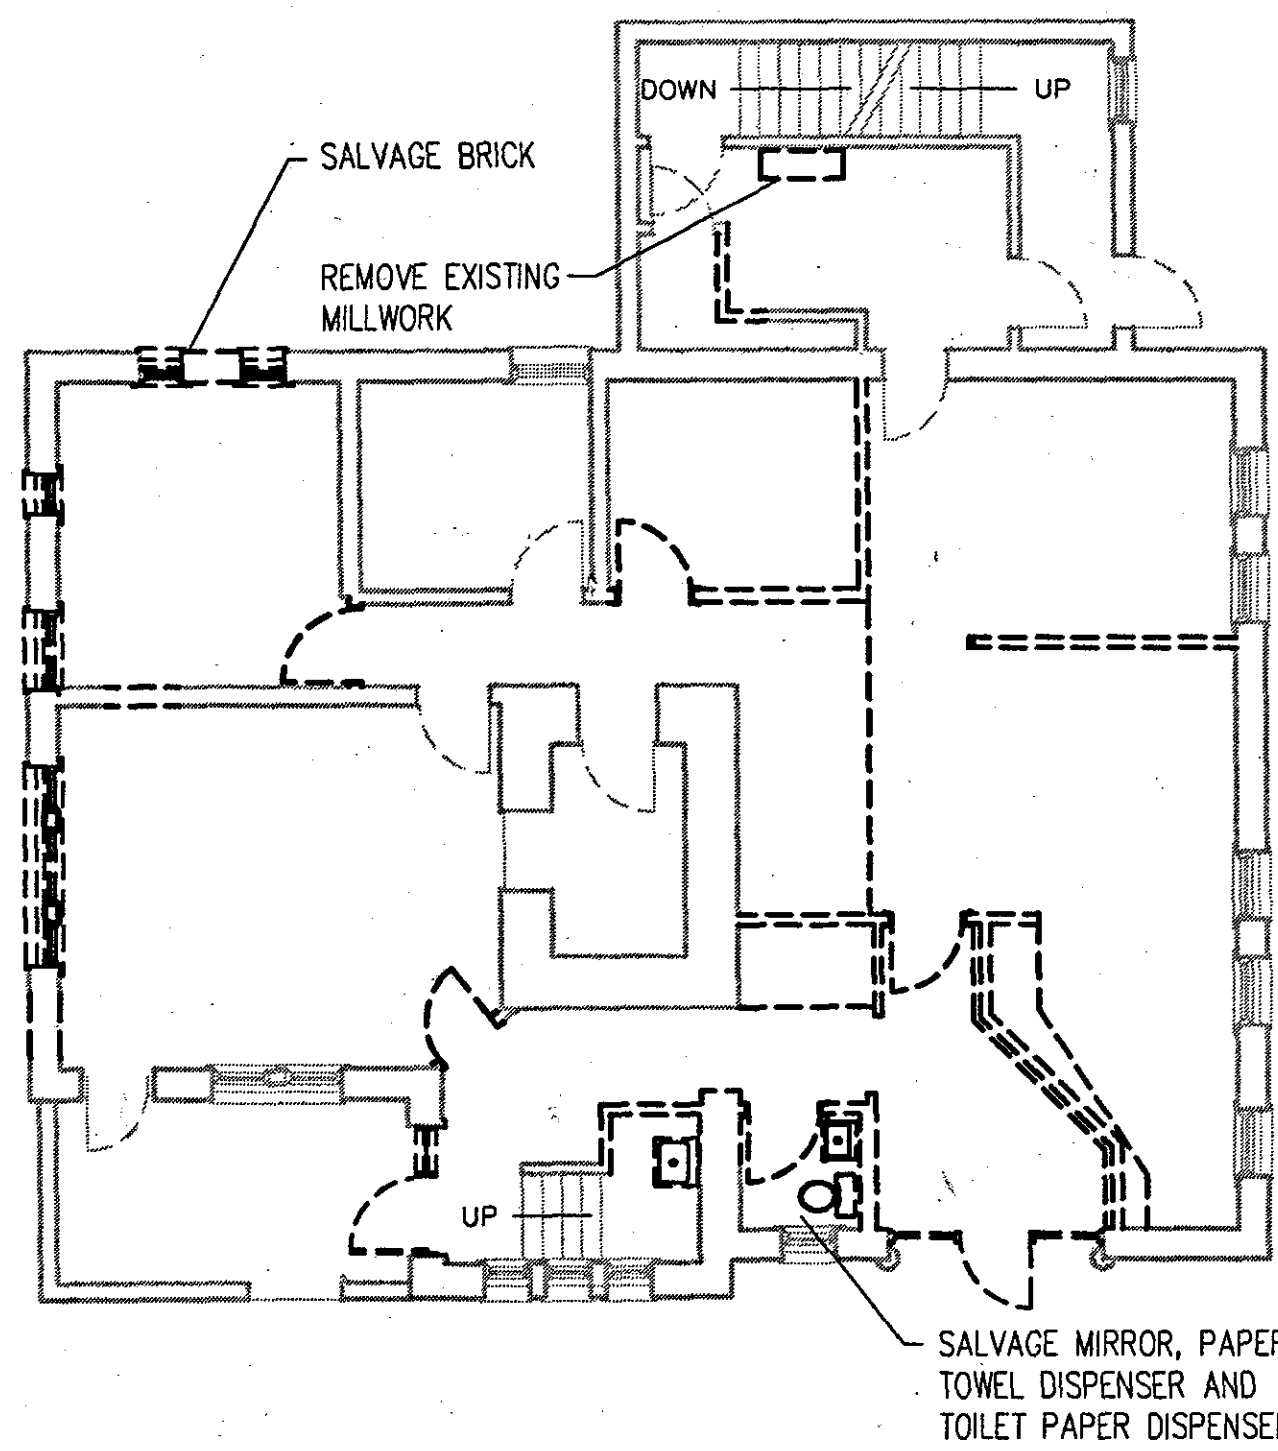 DOWN
UP
SALVAGE BRICK
REMOVE EXISTING
MILLWORK
UP
SALVAGE MIRROR, PAPER
TOWEL DISPENSER AND
TOILET PAPER DISPENSER